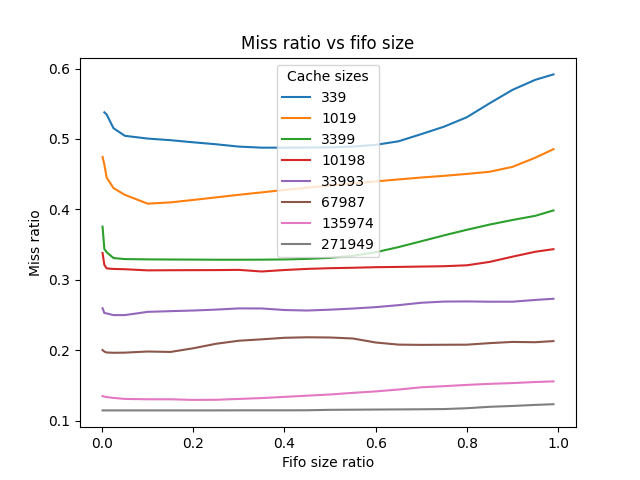 Miss ratio vs fifo size
Cache sizes
339
1019
3399
10198
33993
67987
135974
271949
0.6
0.5
0.4
0.3
0.2
0.1
Miss ratio
0.0 0.2 0.4 0.6 0.8 1.0
Fifo size ratio